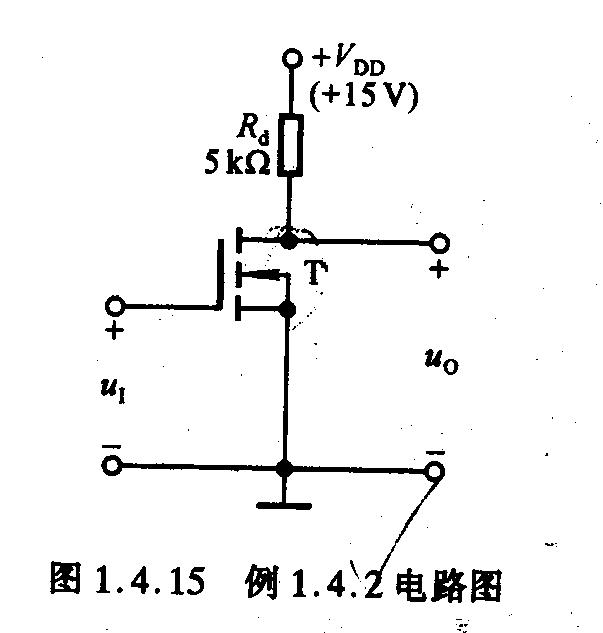 +V_DD
(+15 V)
R_d
5 kΩ
T
+
+
u_I
u_O
−
−
图 1.4.15 例 1.4.2 电路图